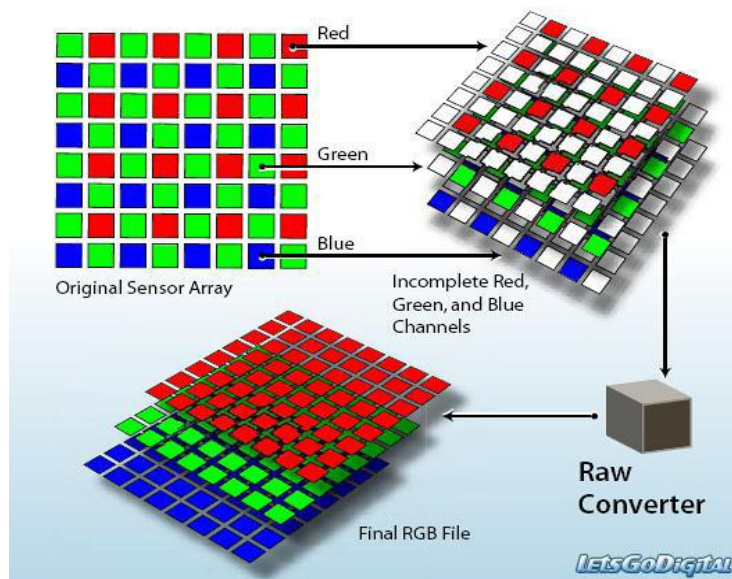 Red
Green
Blue
Original Sensor Array
Incomplete Red,
Green, and Blue
Channels
Raw
Converter
Final RGB File
LETSGODIGITAL